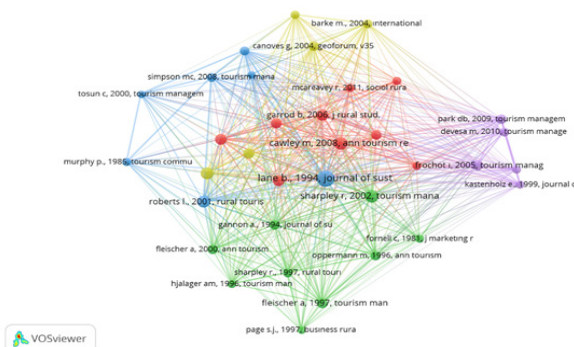 barke m., 2004, international
canoves g, 2004, geoforum, v35
simpson mc, 2008, tourism mana
mcareavey r, 2011, sociol rura
tosun c, 2000, tourism managem
garrod b, 2006, j rural stud,
park db, 2009, tourism managem
devesa m, 2010, tourism manage
cawley m, 2008, ann tourism re
murphy p., 1985, tourism commu
frochot i, 2005, tourism manag
lane b., 1994, journal of sust
kastenholz e., 1999, journal o
sharpley r, 2002, tourism mana
roberts l., 2001, rural touris
gannon a., 1994, journal of su
fornell c, 1981, j marketing r
fleischer a, 2000, ann tourism
oppermann m, 1996, ann tourism
sharpley r., 1997, rural touri
hjalager am, 1996, tourism man
fleischer a, 1997, tourism man
page s.j., 1997, business rura
VOSviewer